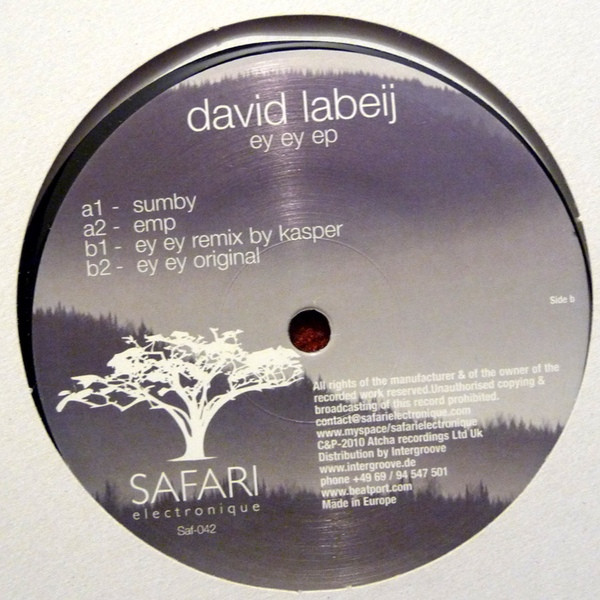 david labeij
ey ey ep
a1 - sumby
a2 - emp
b1 - ey ey remix by kasper
b2 - ey ey original
Side b
All rights of the manufacturer & of the owner of the
recorded work reserved.Unauthorised copying &
broadcasting of this record prohibited.
contact@safarielectronique.com
www.myspace/safarielectronique
C&P-2010 Atcha recordings Ltd Uk
Distribution by Intergroove
www.intergroove.de
phone +49 69 / 94 547 501
www.beatport.com
Made in Europe
SAFARI
electronique
Saf-042